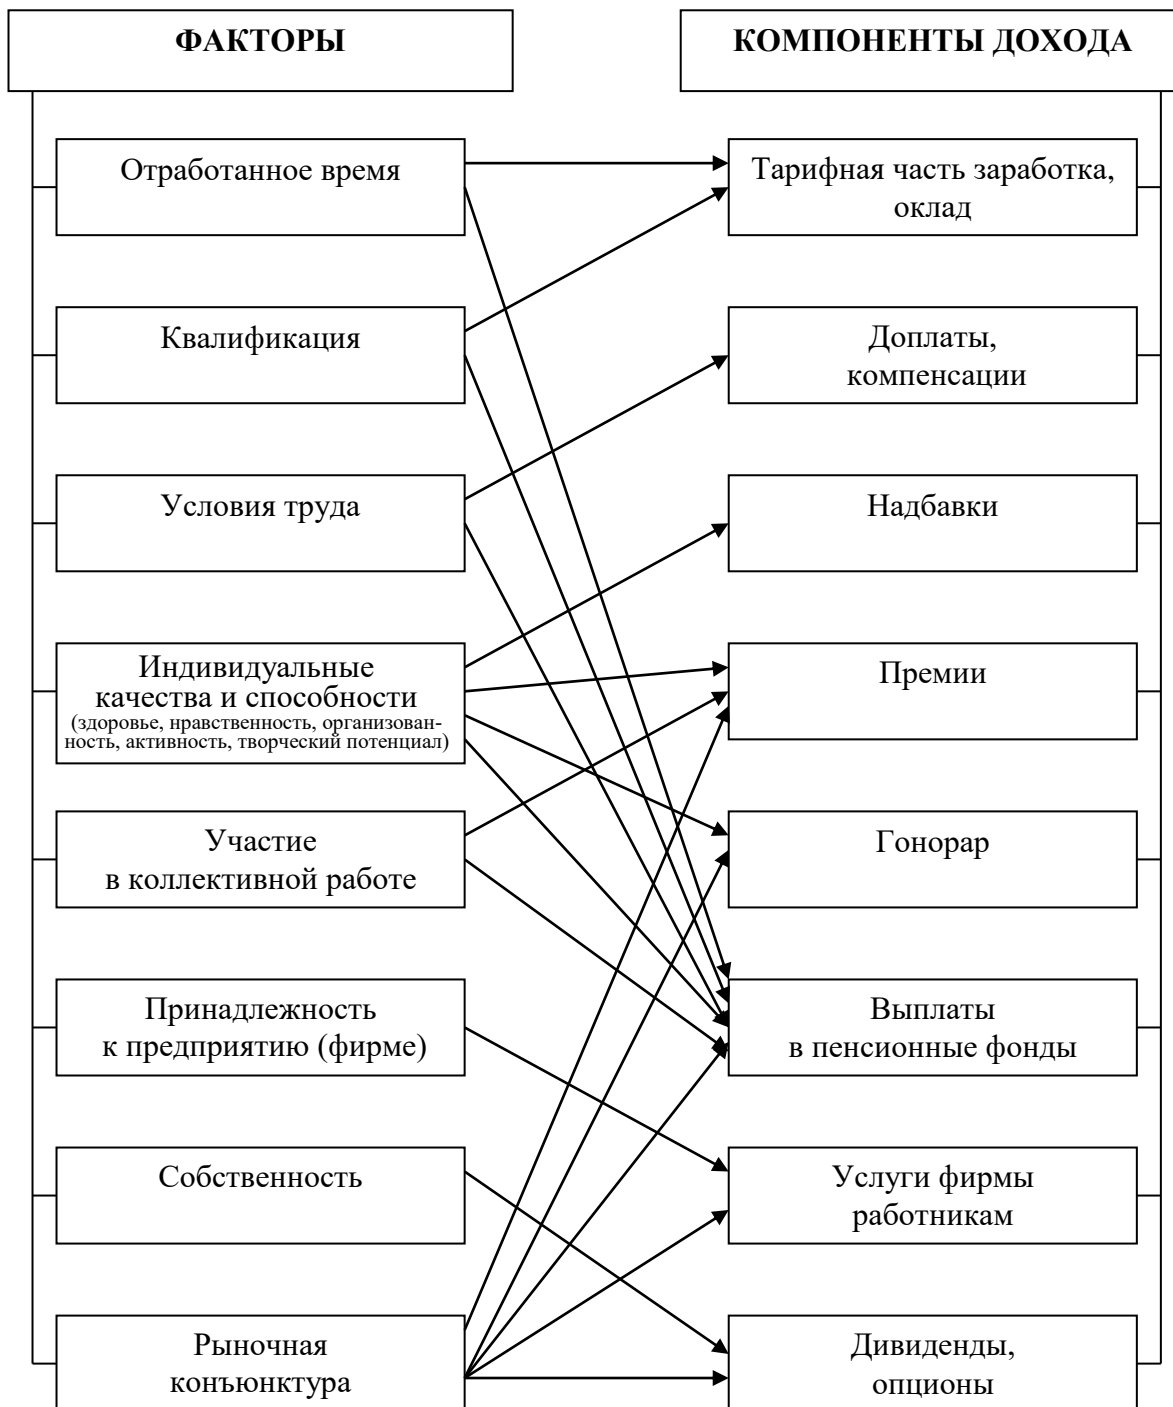 ФАКТОРЫ
КОМПОНЕНТЫ ДОХОДА
Отработанное время
Тарифная часть заработка,
оклад
Квалификация
Доплаты,
компенсации
Условия труда
Надбавки
Индивидуальные
качества и способности
(здоровье, нравственность, организован-
ность, активность, творческий потенциал)
Премии
Участие
в коллективной работе
Гонорар
Принадлежность
к предприятию (фирме)
Выплаты
в пенсионные фонды
Собственность
Услуги фирмы
работникам
Рыночная
конъюнктура
Дивиденды,
опционы